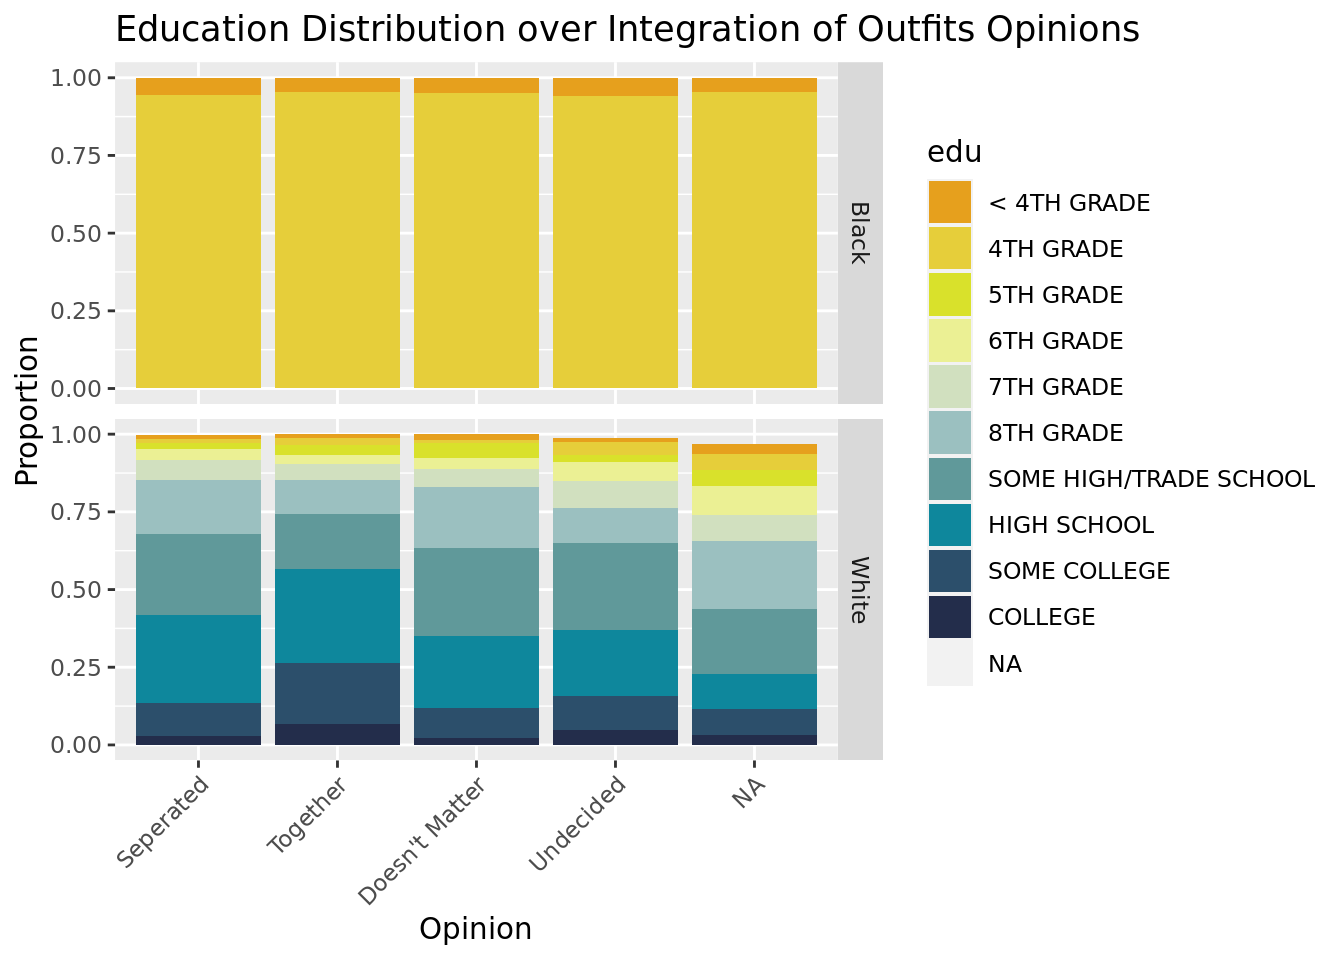 Education Distribution over Integration of Outfits Opinions
1.00
0.75
0.50
0.25
0.00
Black
1.00
0.75
0.50
0.25
0.00
White
Proportion
Seperated
Together
Doesn't Matter
Undecided
NA
Opinion
edu
< 4TH GRADE
4TH GRADE
5TH GRADE
6TH GRADE
7TH GRADE
8TH GRADE
SOME HIGH/TRADE SCHOOL
HIGH SCHOOL
SOME COLLEGE
COLLEGE
NA